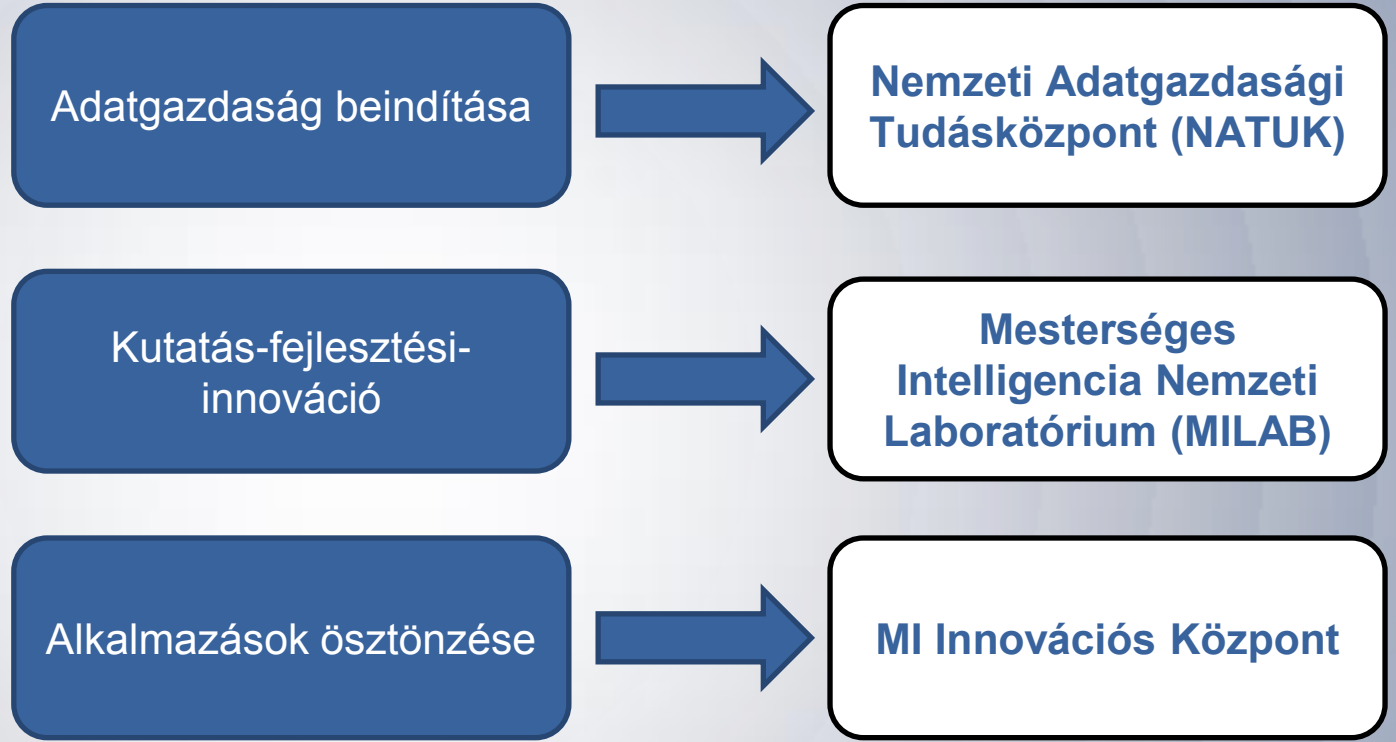 Adatgazdaság beindítása
Nemzeti Adatgazdasági
Tudásközpont (NATUK)
Kutatás-fejlesztési-
innováció
Mesterséges
Intelligencia Nemzeti
Laboratórium (MILAB)
Alkalmazások ösztönzése
MI Innovációs Központ